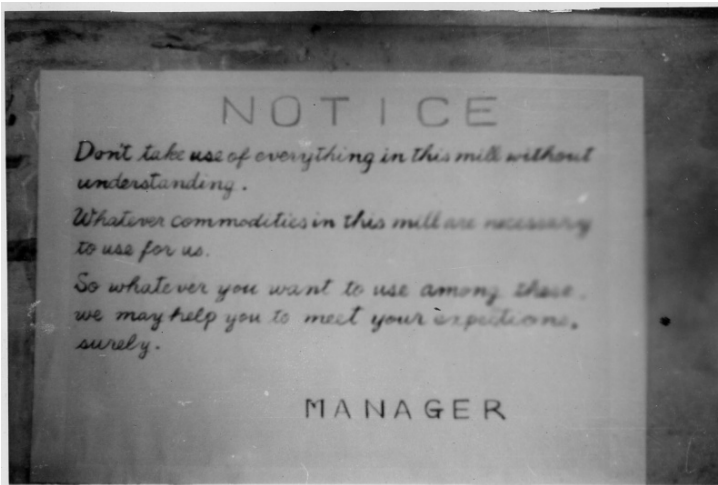 NOTICE
Don't take use of everything in this mill without
understanding.
Whatever commodities in this mill are necessary
to use for us.
So whatever you want to use among these,
we may help you to meet your expections,
surely.
MANAGER